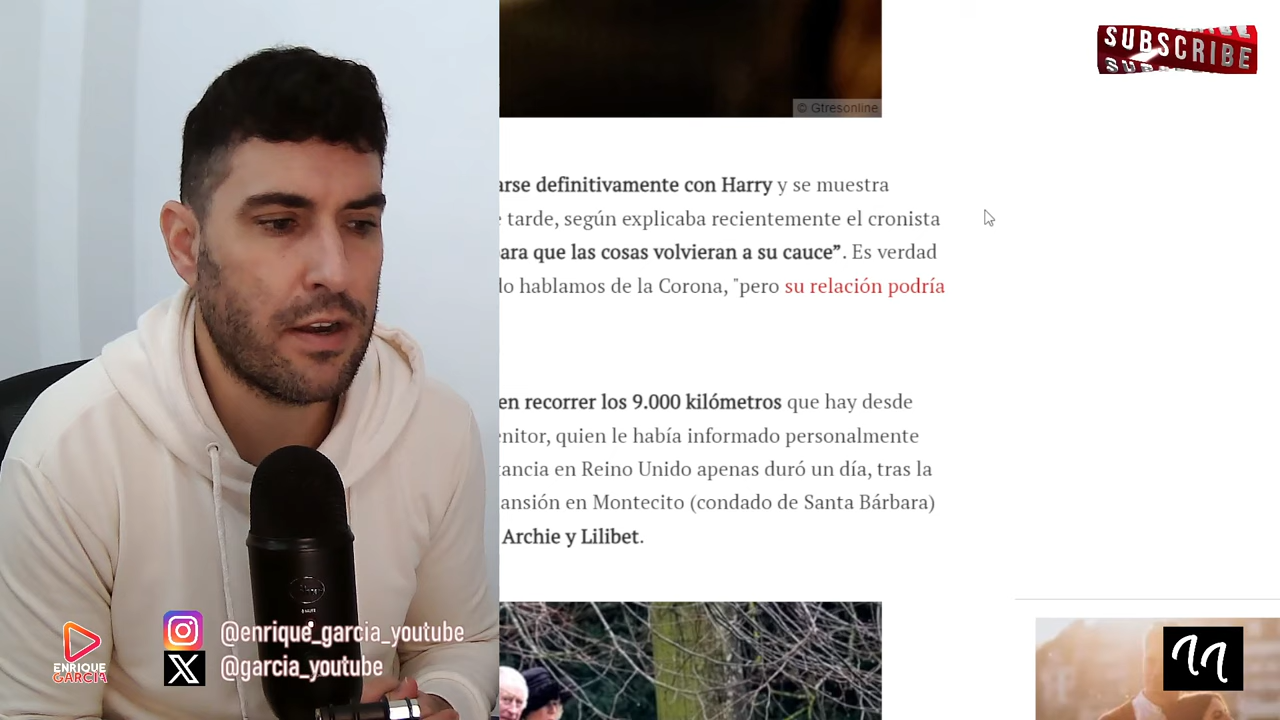 SUBSCRIBE
© Gtresonline
arse definitivamente con Harry y se muestra
tarde, según explicaba recientemente el cronista
para que las cosas volvieran a su cauce”. Es verdad
do hablamos de la Corona, "pero su relación podría
en recorrer los 9.000 kilómetros que hay desde
enitor, quien le había informado personalmente
tancia en Reino Unido apenas duró un día, tras la
ansión en Montecito (condado de Santa Bárbara)
Archie y Lilibet.
@enrique_garcia_youtube
@garcia_youtube
ENRIQUE
GARCIA